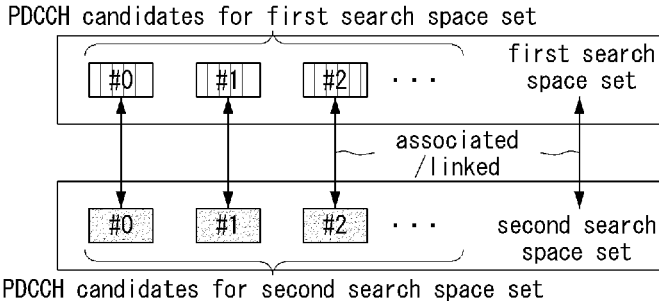 PDCCH candidates for first search space set
#0 #1 #2 ...
first search
space set
associated
/linked
#0 #1 #2 ...
second search
space set
PDCCH candidates for second search space set